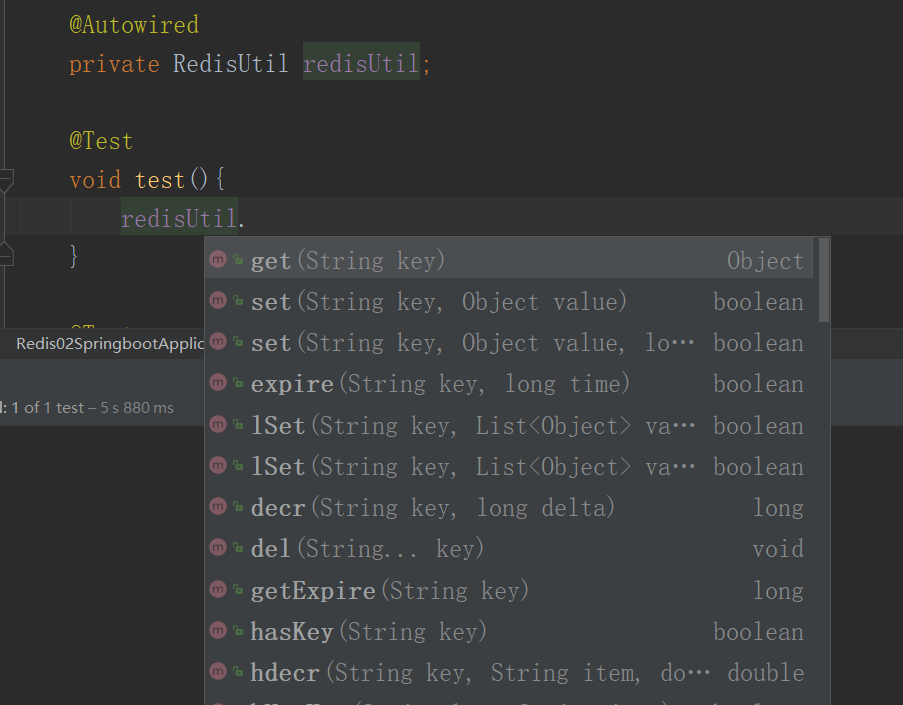 @Autowired
private RedisUtil redisUtil;
@Test
void test(){
redisUtil.
}
get(String key) Object
set(String key, Object value) boolean
set(String key, Object value, lo… boolean
expire(String key, long time) boolean
lSet(String key, List<Object> va… boolean
lSet(String key, List<Object> va… boolean
decr(String key, long delta) long
del(String... key) void
getExpire(String key) long
hasKey(String key) boolean
hdecr(String key, String item, do… double
Redis02SpringbootApplic
d: 1 of 1 test – 5 s 880 ms